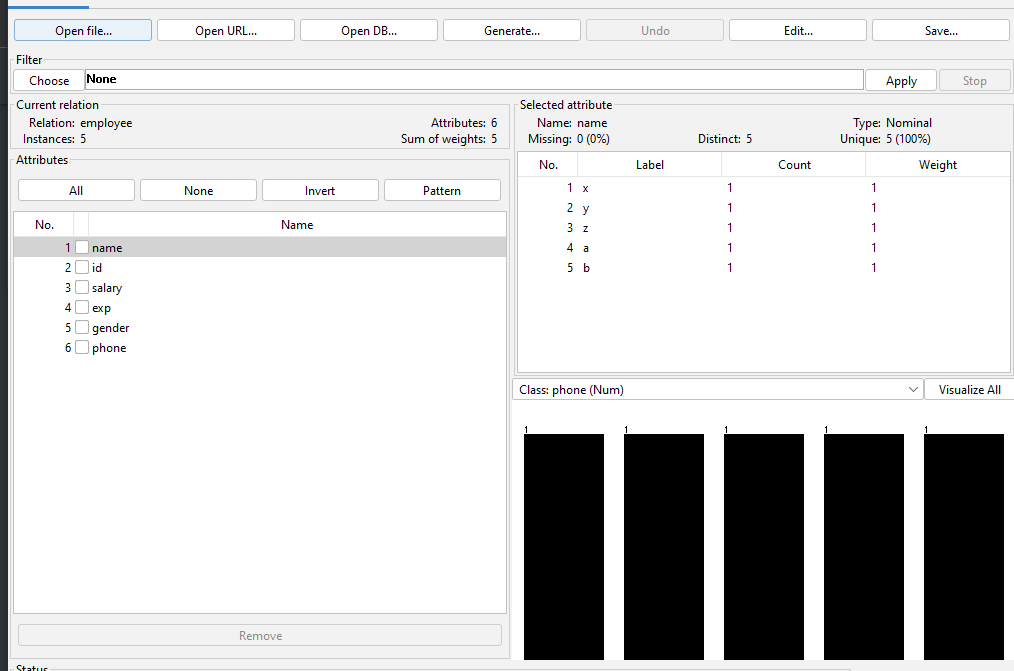 Open file... Open URL... Open DB... Generate... Undo Edit... Save...
Filter
Choose None Apply Stop
Current relation
Relation: employee Attributes: 6
Instances: 5 Sum of weights: 5
Attributes
All None Invert Pattern
No. Name
1 name
2 id
3 salary
4 exp
5 gender
6 phone
Remove
Status
Selected attribute
Name: name Type: Nominal
Missing: 0 (0%) Distinct: 5 Unique: 5 (100%)
No. Label Count Weight
1 x 1 1
2 y 1 1
3 z 1 1
4 a 1 1
5 b 1 1
Class: phone (Num) Visualize All
1 1 1 1 1